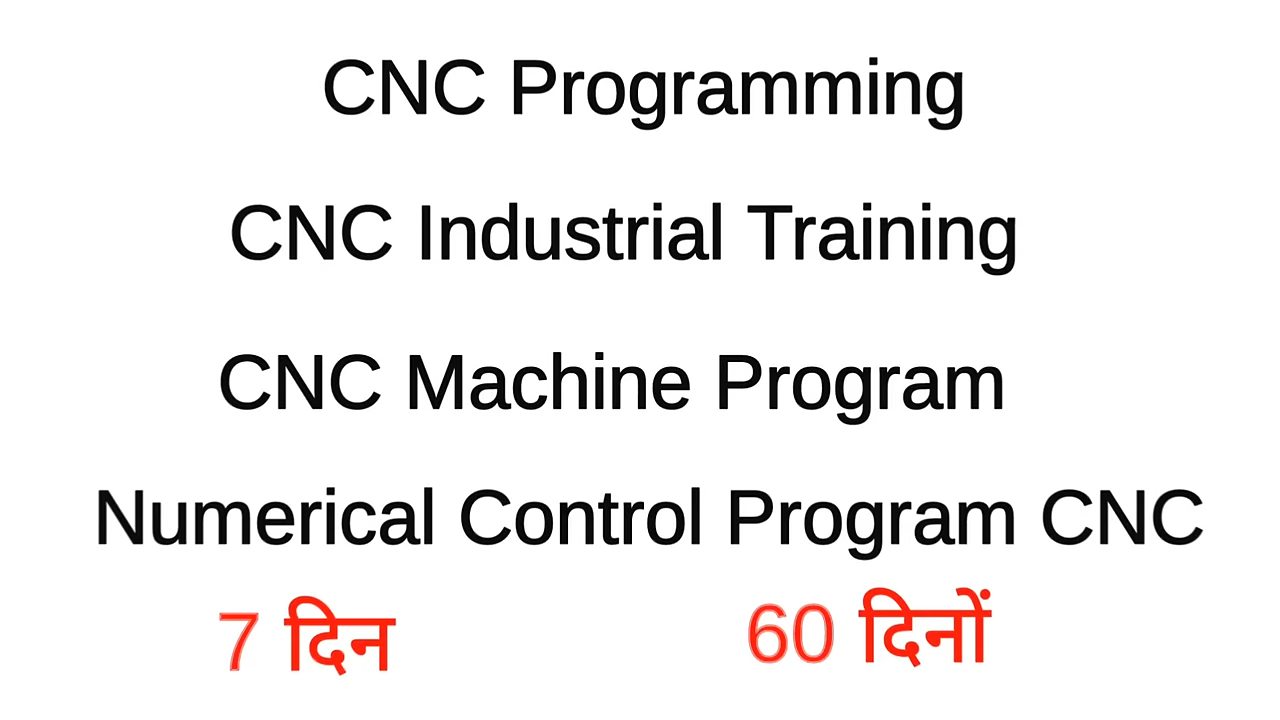 CNC Programming
CNC Industrial Training
CNC Machine Program
Numerical Control Program CNC
7 दिन 60 दिनों